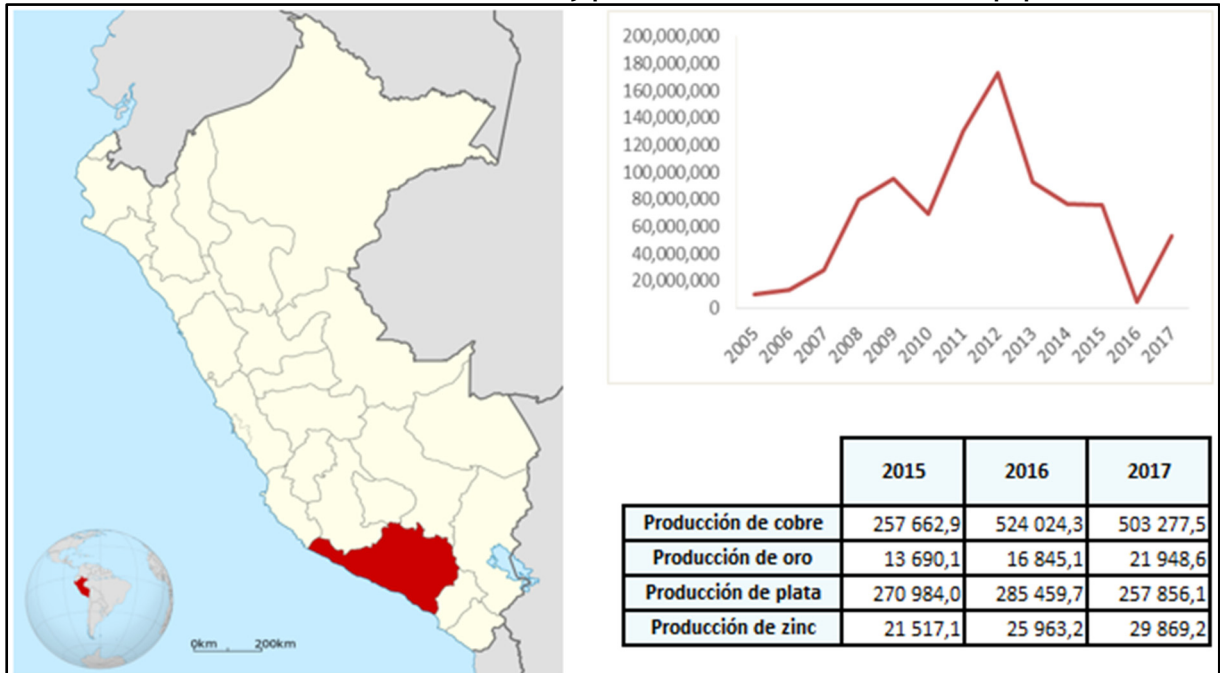 0km 200km
200,000,000
180,000,000
160,000,000
140,000,000
120,000,000
100,000,000
80,000,000
60,000,000
40,000,000
20,000,000
0
2005 2006 2007 2008 2009 2010 2011 2012 2013 2014 2015 2016 2017
2015 2016 2017
Producción de cobre 257 662,9 524 024,3 503 277,5
Producción de oro 13 690,1 16 845,1 21 948,6
Producción de plata 270 984,0 285 459,7 257 856,1
Producción de zinc 21 517,1 25 963,2 29 869,2